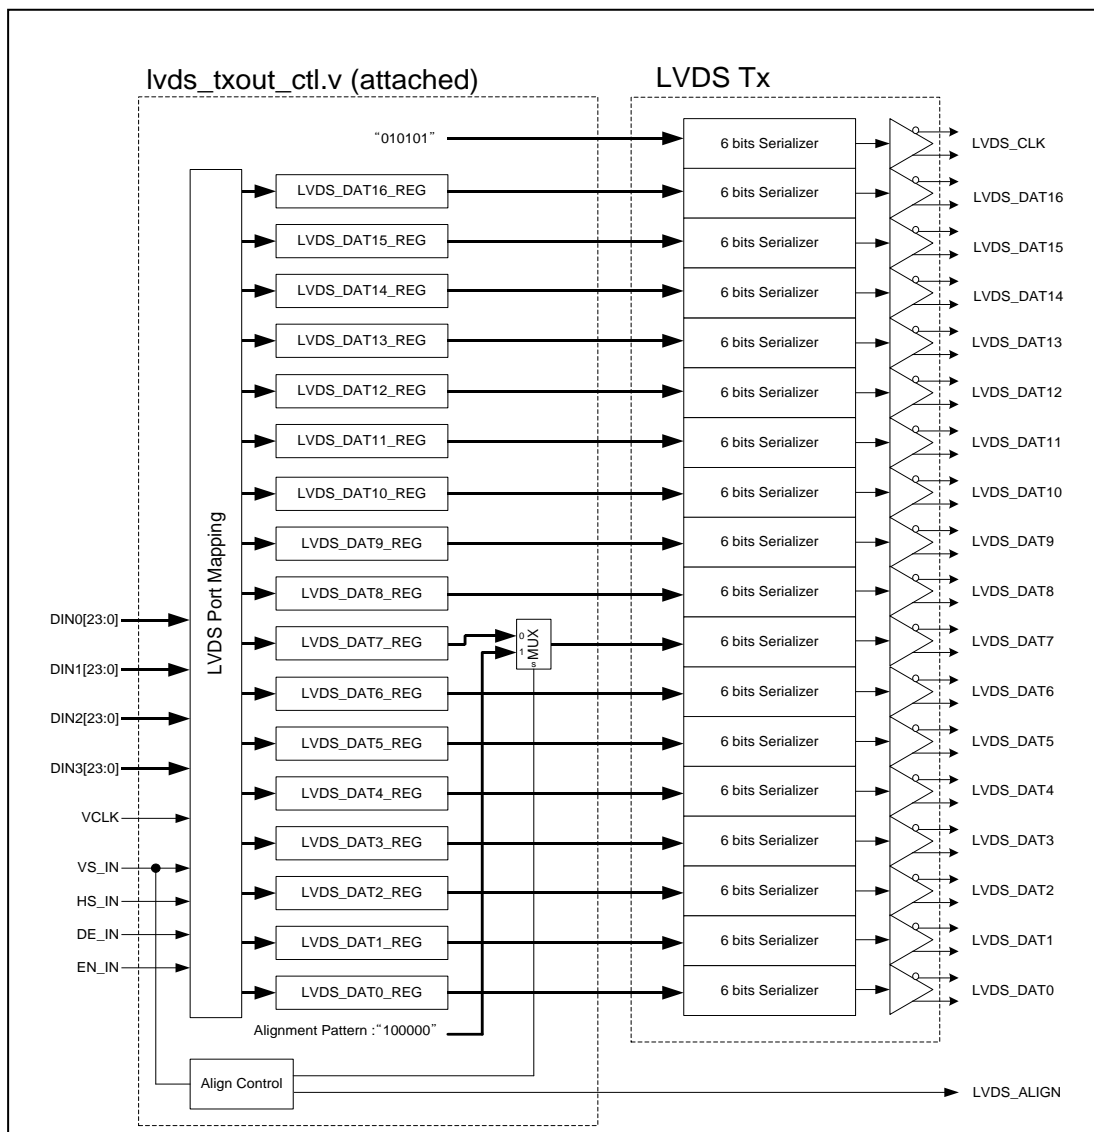 lvds_txout_ctl.v (attached) LVDS Tx
“010101” 6 bits Serializer LVDS_CLK
LVDS_DAT16_REG 6 bits Serializer LVDS_DAT16
LVDS_DAT15_REG 6 bits Serializer LVDS_DAT15
LVDS_DAT14_REG 6 bits Serializer LVDS_DAT14
LVDS_DAT13_REG 6 bits Serializer LVDS_DAT13
LVDS_DAT12_REG 6 bits Serializer LVDS_DAT12
LVDS_DAT11_REG 6 bits Serializer LVDS_DAT11
LVDS_DAT10_REG 6 bits Serializer LVDS_DAT10
LVDS_DAT9_REG 6 bits Serializer LVDS_DAT9
LVDS_DAT8_REG 6 bits Serializer LVDS_DAT8
LVDS Port Mapping
DIN0[23:0]
LVDS_DAT7_REG 0 1 s MUX 6 bits Serializer LVDS_DAT7
DIN1[23:0]
LVDS_DAT6_REG 6 bits Serializer LVDS_DAT6
DIN2[23:0]
LVDS_DAT5_REG 6 bits Serializer LVDS_DAT5
DIN3[23:0]
LVDS_DAT4_REG 6 bits Serializer LVDS_DAT4
VCLK
LVDS_DAT3_REG 6 bits Serializer LVDS_DAT3
VS_IN
LVDS_DAT2_REG 6 bits Serializer LVDS_DAT2
HS_IN
DE_IN
LVDS_DAT1_REG 6 bits Serializer LVDS_DAT1
EN_IN
LVDS_DAT0_REG 6 bits Serializer LVDS_DAT0
Alignment Pattern :“100000”
Align Control LVDS_ALIGN